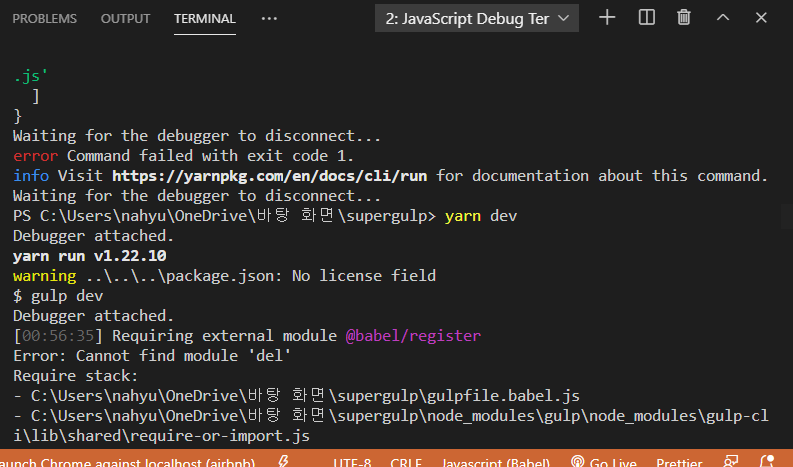 PROBLEMS OUTPUT TERMINAL ... 2: JavaScript Debug Ter
.js'
]
}
Waiting for the debugger to disconnect...
error Command failed with exit code 1.
info Visit https://yarnpkg.com/en/docs/cli/run for documentation about this command.
Waiting for the debugger to disconnect...
PS C:\Users\nahyu\OneDrive\바탕 화면\supergulp> yarn dev
Debugger attached.
yarn run v1.22.10
warning ..\..\..\package.json: No license field
$ gulp dev
Debugger attached.
[00:56:35] Requiring external module @babel/register
Error: Cannot find module 'del'
Require stack:
- C:\Users\nahyu\OneDrive\바탕 화면\supergulp\gulpfile.babel.js
- C:\Users\nahyu\OneDrive\바탕 화면\supergulp\node_modules\gulp\node_modules\gulp-cl
i\lib\shared\require-or-import.js
aunch Chrome against localhost (airbnb) UTF-8 CRLF Javascript (Babel) Go Live Prettier